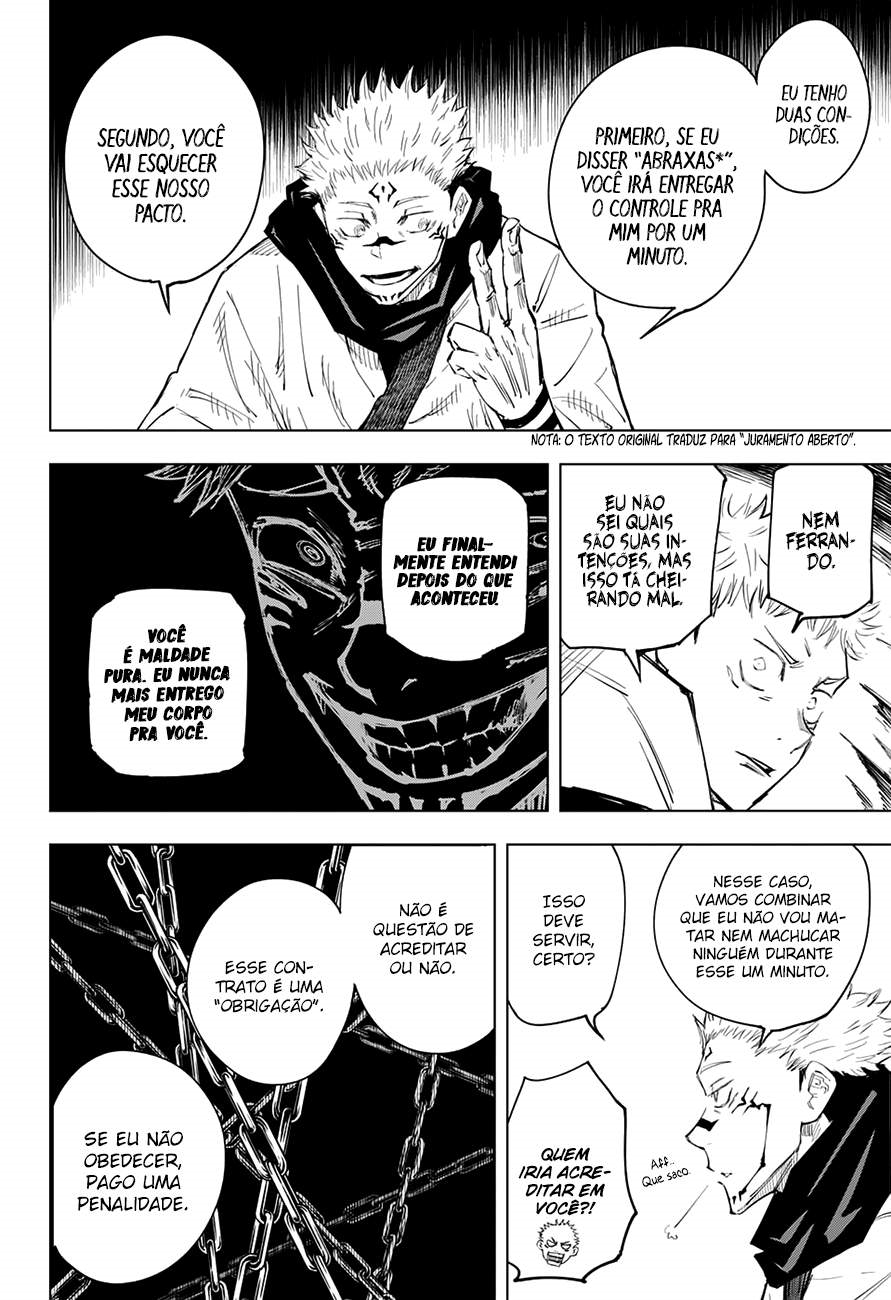 EU TENHO
DUAS CON-
DIÇÕES.
PRIMEIRO, SE EU
DISSER "ABRAXAS*",
VOCÊ IRÁ ENTREGAR
O CONTROLE PRA
MIM POR UM
MINUTO.
SEGUNDO, VOCÊ
VAI ESQUECER
ESSE NOSSO
PACTO.
NOTA: O TEXTO ORIGINAL TRADUZ PARA "JURAMENTO ABERTO".
NEM
FERRAN-
DO.
EU NÃO
SEI QUAIS
SÃO SUAS IN-
TENÇÕES, MAS
ISSO TÁ CHEI-
RANDO MAL.
EU FINAL-
MENTE ENTENDI
DEPOIS DO QUE
ACONTECEU.
VOCÊ
É MALDADE
PURA. EU NUNCA
MAIS ENTREGO
MEU CORPO
PRA VOCÊ.
NESSE CASO,
VAMOS COMBINAR
QUE EU NÃO VOU MA-
TAR NEM MACHUCAR
NINGUÉM DURANTE
ESSE UM MINUTO.
ISSO
DEVE
SERVIR,
CERTO?
QUEM
IRIA ACRE-
DITAR EM
VOCÊ?!
Aff...
Que saco.
NÃO É
QUESTÃO DE
ACREDITAR
OU NÃO.
ESSE CON-
TRATO É UMA
"OBRIGAÇÃO".
SE EU NÃO
OBEDECER,
PAGO UMA
PENALIDADE.